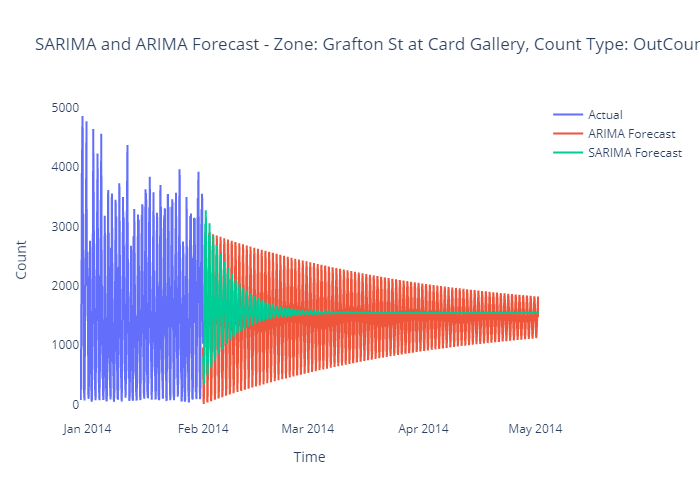 SARIMA and ARIMA Forecast - Zone: Grafton St at Card Gallery, Count Type: OutCoun
5000
4000
3000
2000
1000
0
Count
Jan 2014
Feb 2014
Mar 2014
Apr 2014
May 2014
Time
Actual
ARIMA Forecast
SARIMA Forecast